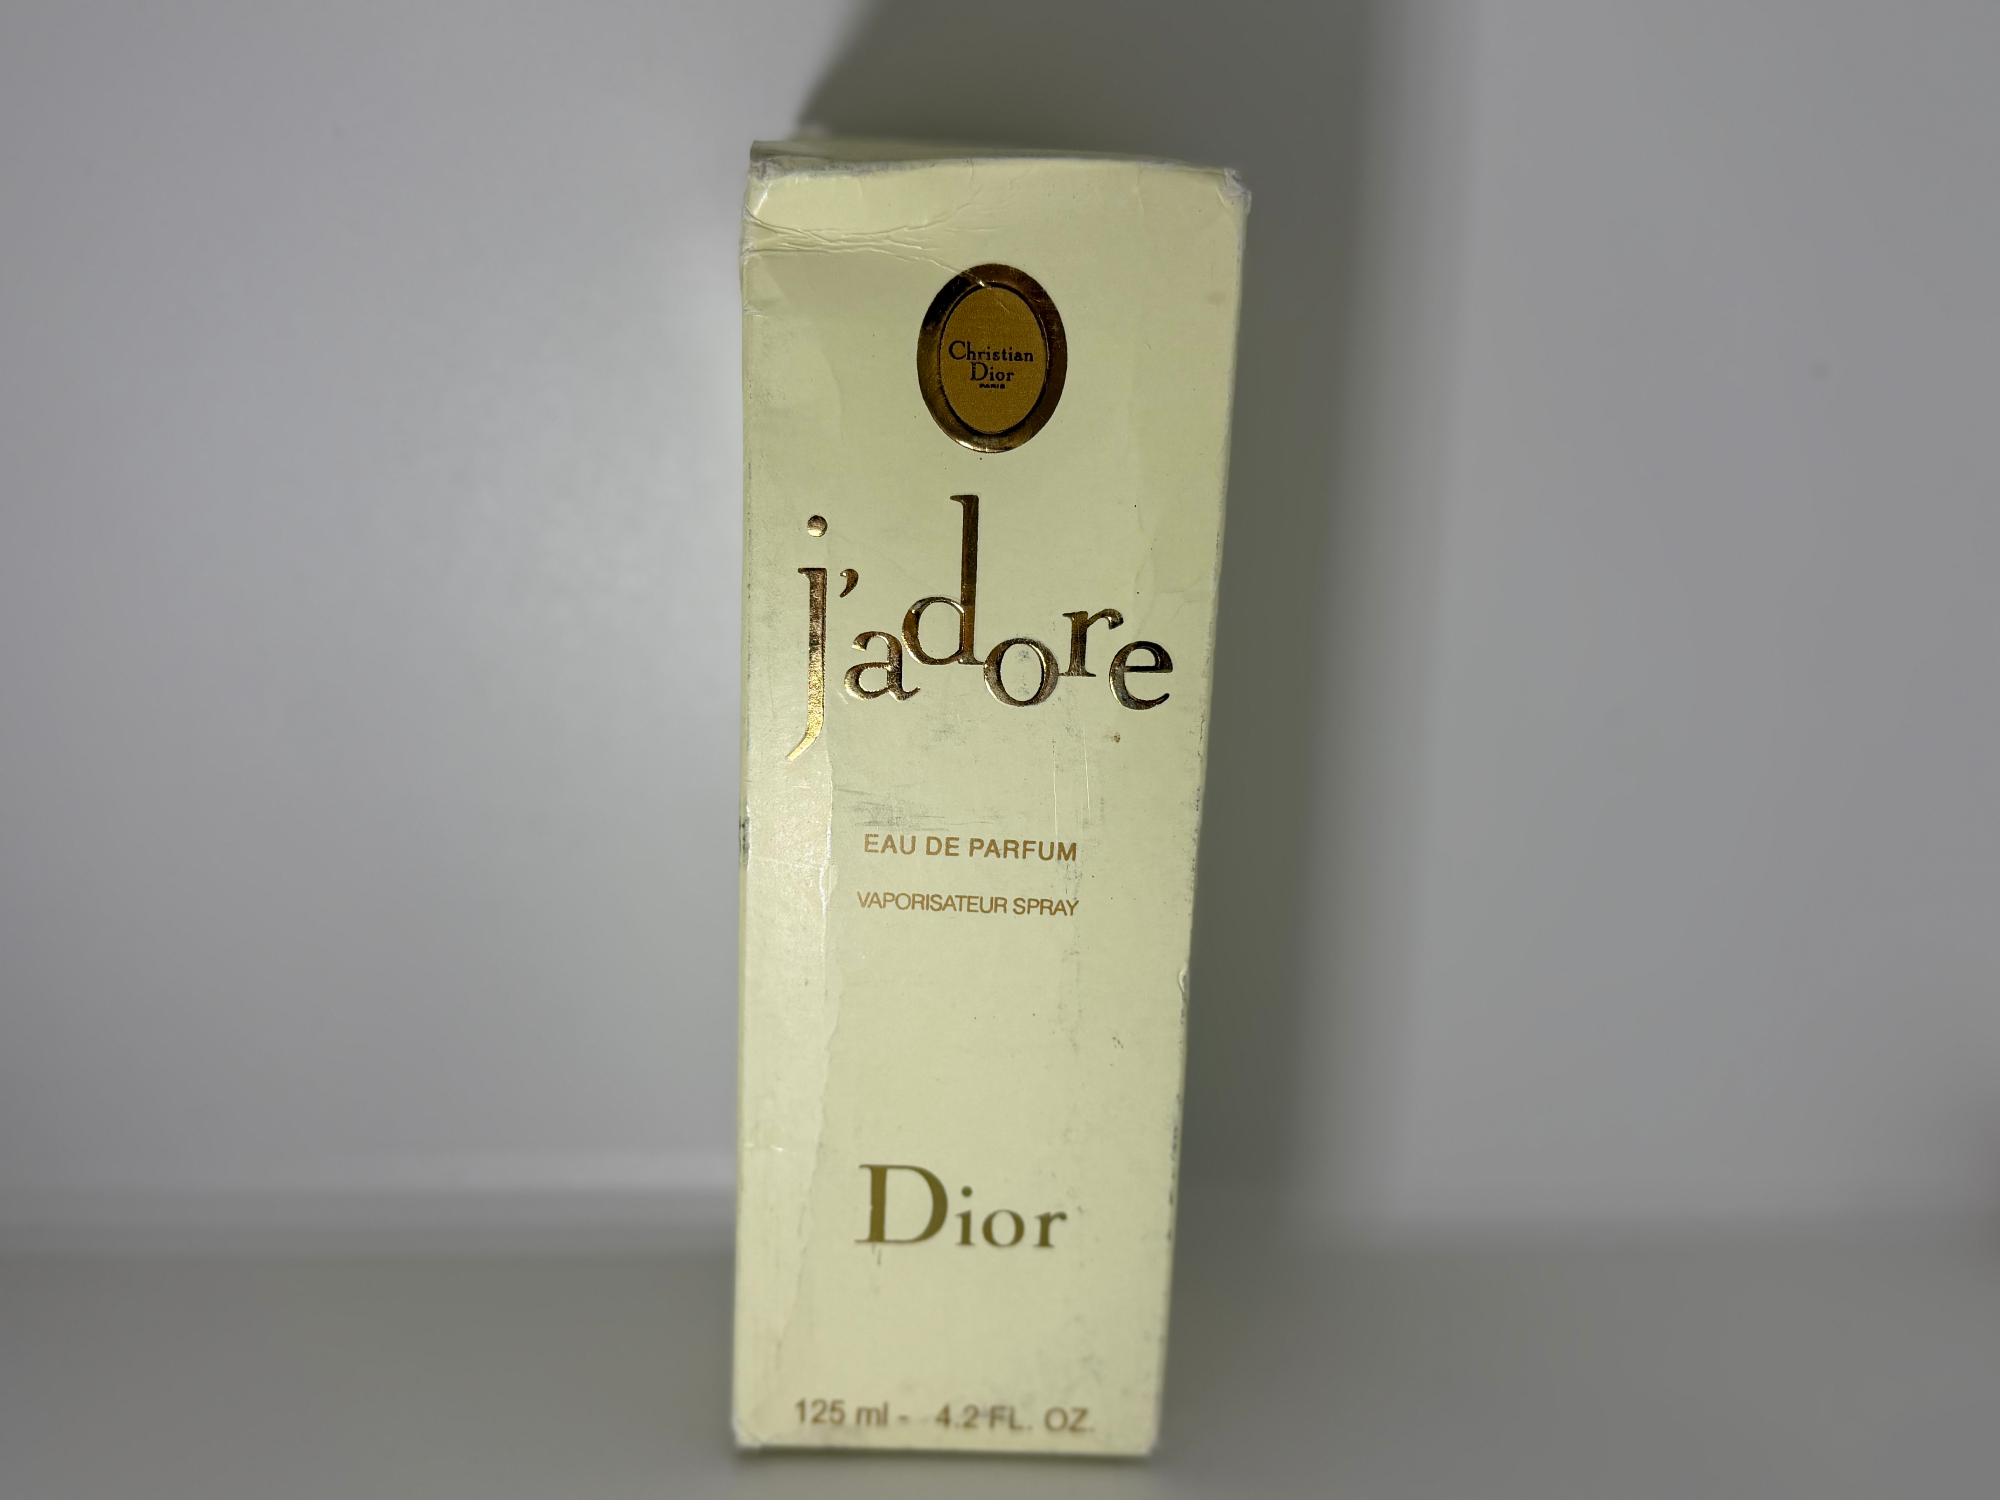 Christian
Dior
PARIS
j'adore
EAU DE PARFUM
VAPORISATEUR SPRAY
Dior
125 ml - 4.2 FL. OZ.